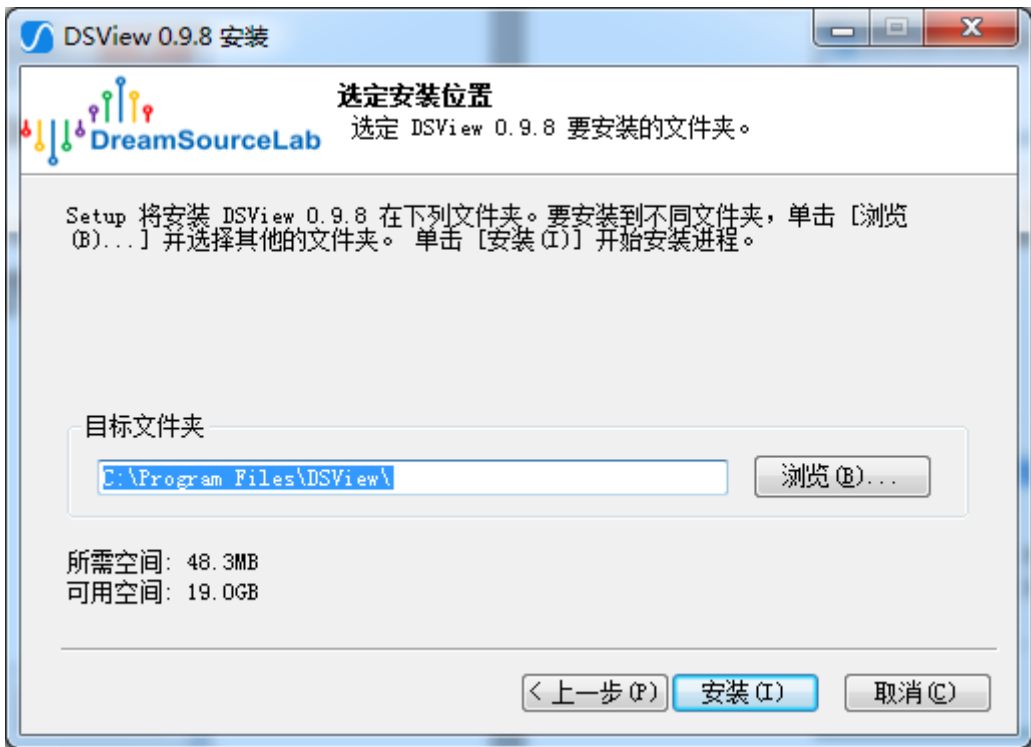 DSView 0.9.8 安装
选定安装位置
DreamSourceLab
选定 DSView 0.9.8 要安装的文件夹。
Setup 将安装 DSView 0.9.8 在下列文件夹。要安装到不同文件夹，单击 [浏览
(B)...] 并选择其他的文件夹。 单击 [安装(I)] 开始安装进程。
目标文件夹
C:\Program Files\DSView\
浏览(B)...
所需空间: 48.3MB
可用空间: 19.0GB
< 上一步(P)
安装(I)
取消(C)